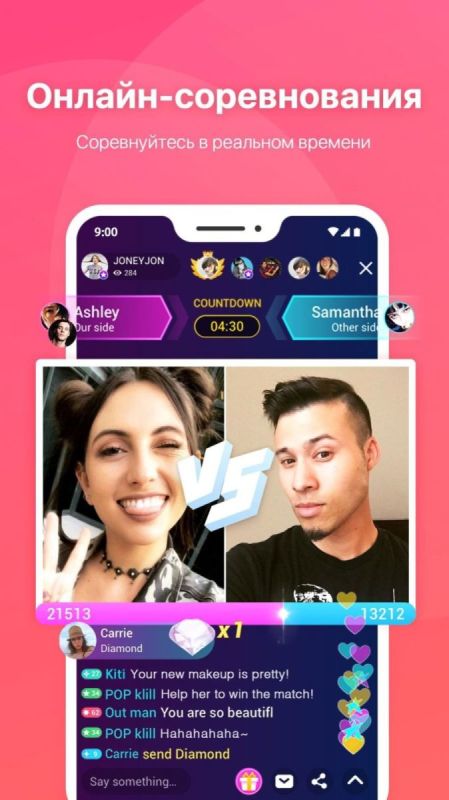 Онлайн-соревнования
Соревнуйтесь в реальном времени
9:00
JONEYJON
284
Ashley
Our side
COUNTDOWN
04:30
Samantha
Other side
VS
21513
13212
Carrie
Diamond
x 1
27 Kiti Your new makeup is pretty!
34 POP klill Help her to win the match!
62 Out man You are so beautifl
34 POP klill Hahahahaha~
9 Carrie send Diamond
Say something...